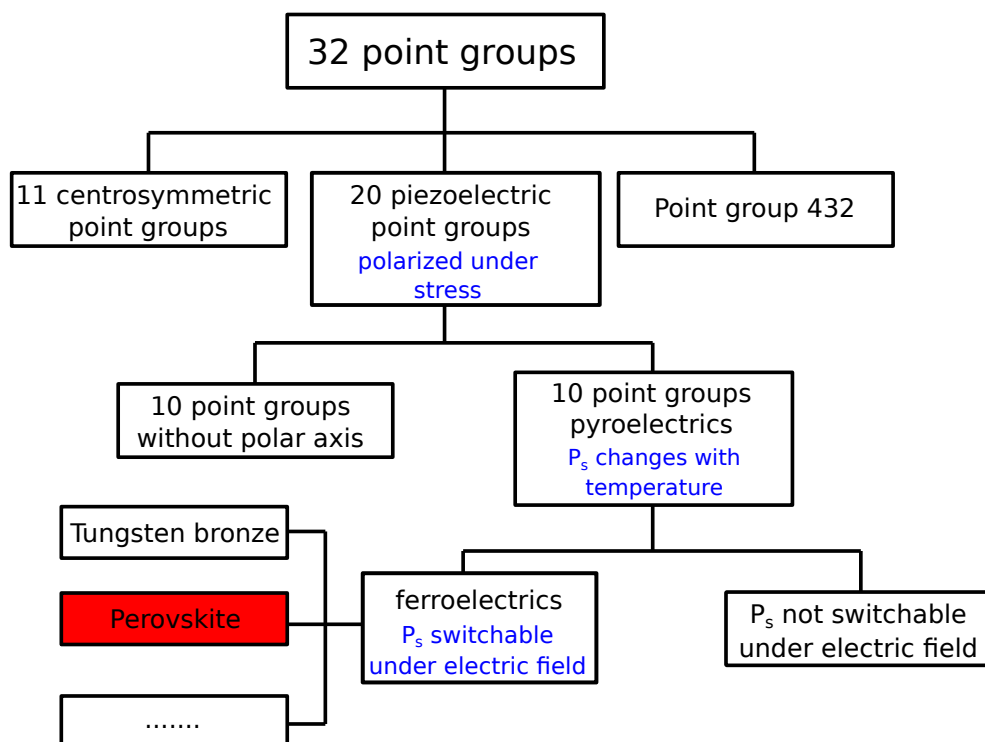 32 point groups
11 centrosymmetric
point groups
20 piezoelectric
point groups
polarized under
stress
Point group 432
10 point groups
without polar axis
10 point groups
pyroelectrics
Ps changes with
temperature
Tungsten bronze
Perovskite
.......
ferroelectrics
Ps switchable
under electric field
Ps not switchable
under electric field